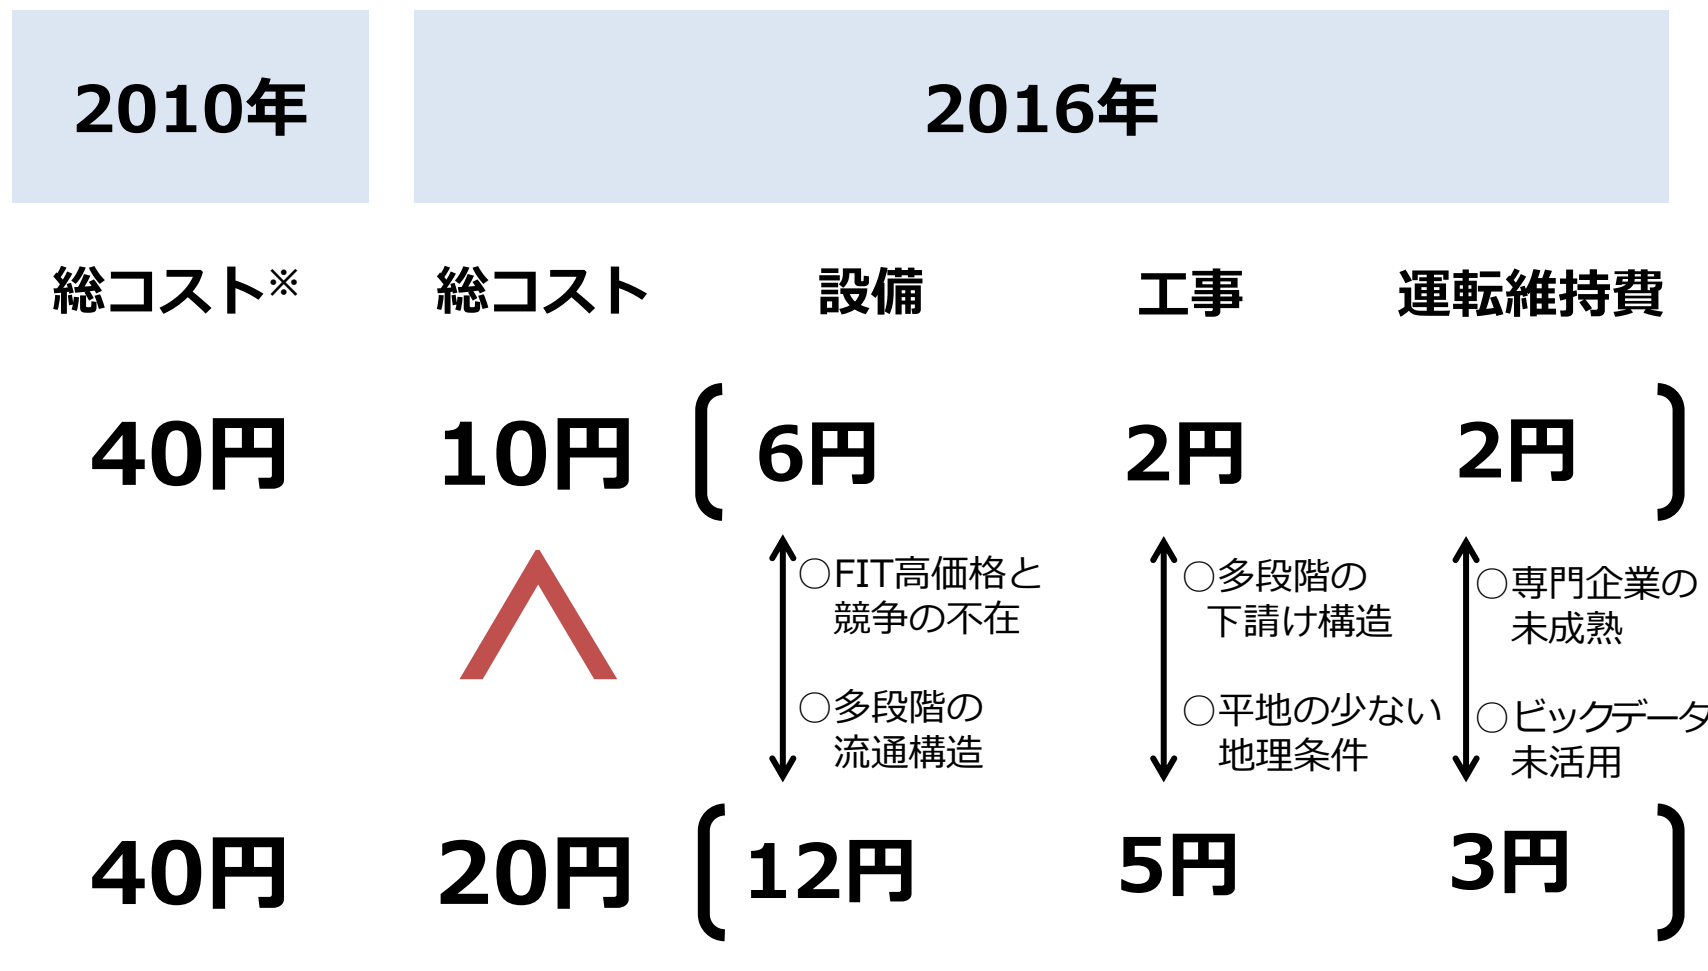 2010年
2016年
総コスト※
総コスト
設備
工事
運転維持費
40円
10円
6円
2円
2円
○FIT高価格と
競争の不在
○多段階の
流通構造
○多段階の
下請け構造
○平地の少ない
地理条件
○専門企業の
未成熟
○ビックデータ
未活用
40円
20円
12円
5円
3円